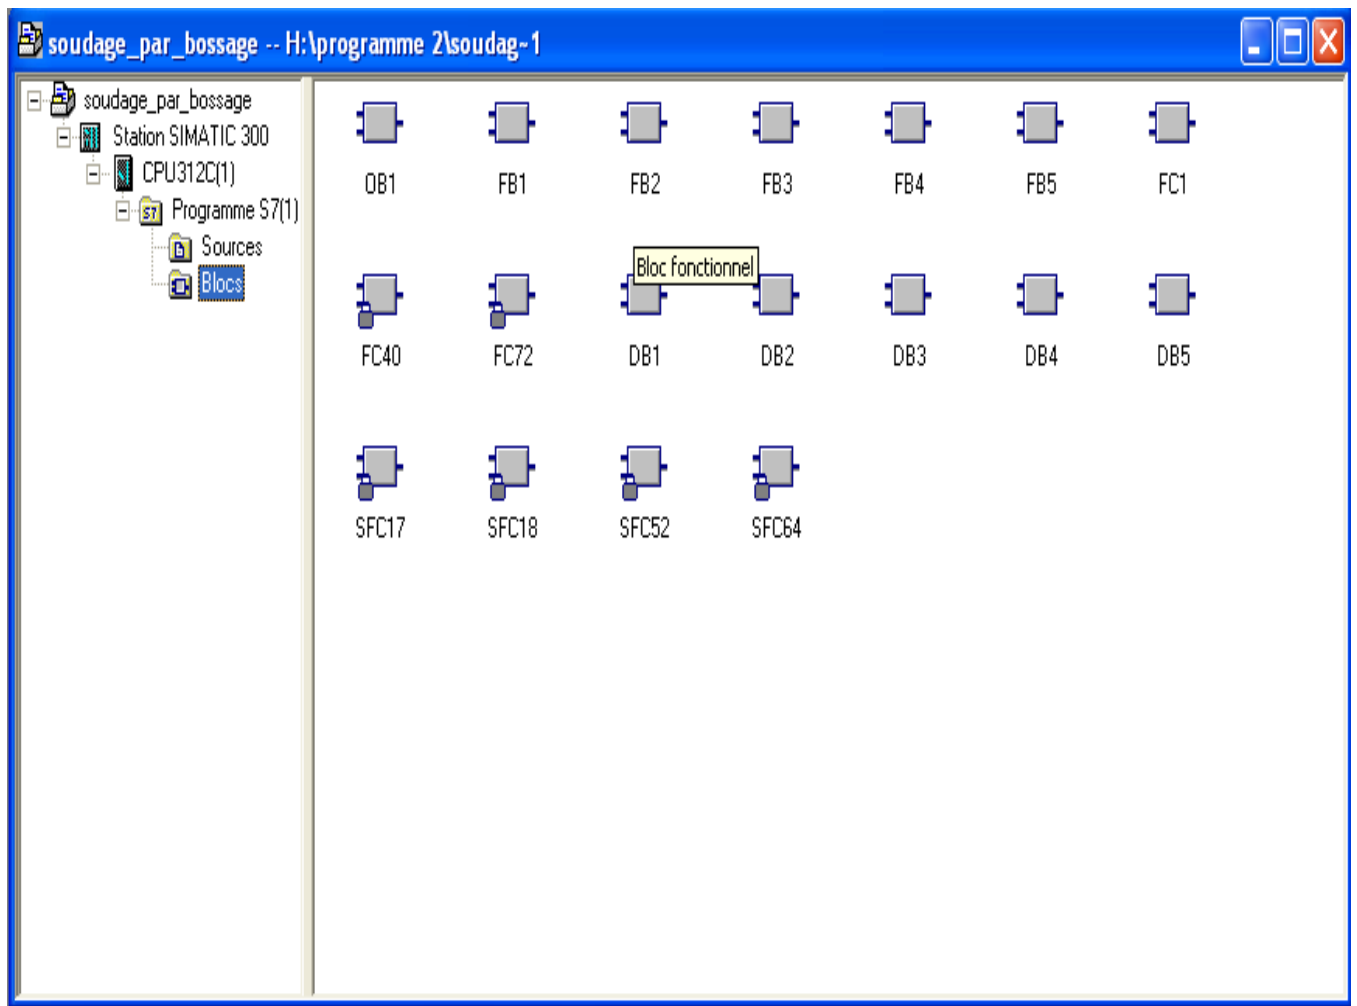 soudage_par_bossage -- H:\programme 2\soudag~1
soudage_par_bossage
Station SIMATIC 300
CPU312C(1)
Programme S7(1)
Sources
Blocs
OB1 FB1 FB2 FB3 FB4 FB5 FC1
Bloc fonctionnel
FC40 FC72 DB1 DB2 DB3 DB4 DB5
SFC17 SFC18 SFC52 SFC64